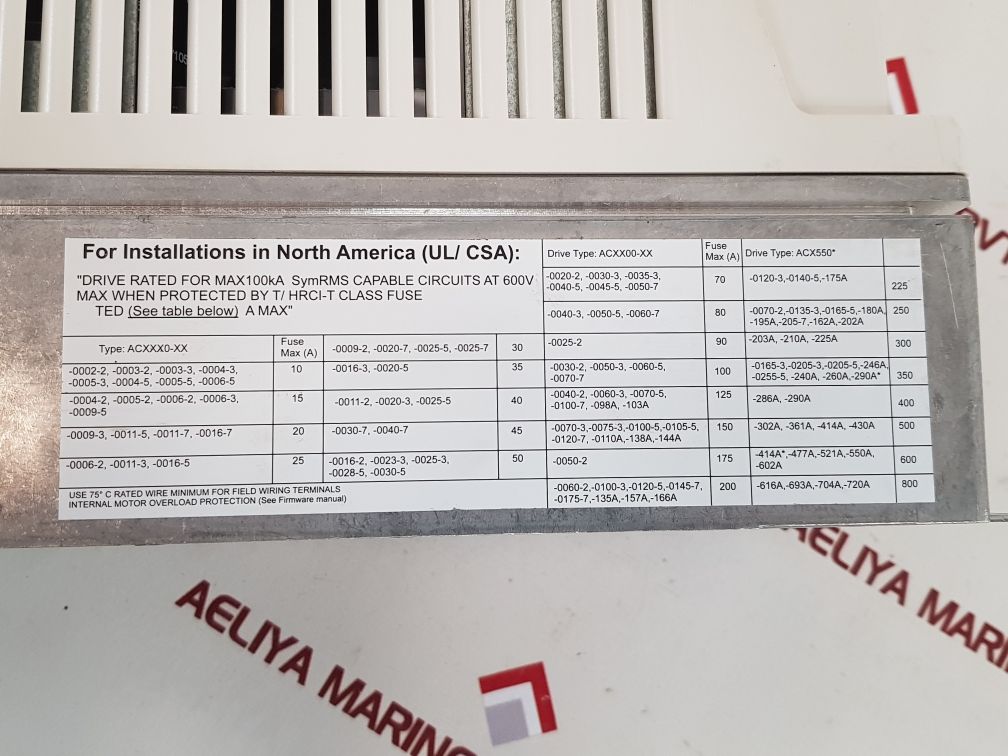 For Installations in North America (UL/ CSA):
"DRIVE RATED FOR MAX100kA SymRMS CAPABLE CIRCUITS AT 600V
MAX WHEN PROTECTED BY T/ HRCI-T CLASS FUSE
TED (See table below) A MAX"
Type: ACXXX0-XX
Fuse
Max (A)
-0002-2, -0003-2, -0003-3, -0004-3,
-0005-3, -0004-5, -0005-5, -0006-5
10
-0004-2, -0005-2, -0006-2, -0006-3,
-0009-5
15
-0009-3, -0011-5, -0011-7, -0016-7
20
-0006-2, -0011-3, -0016-5
25
-0009-2, -0020-7, -0025-5, -0025-7
30
-0016-3, -0020-5
35
-0011-2, -0020-3, -0025-5
40
-0030-7, -0040-7
45
-0016-2, -0023-3, -0025-3,
-0028-5, -0030-5
50
USE 75° C RATED WIRE MINIMUM FOR FIELD WIRING TERMINALS
INTERNAL MOTOR OVERLOAD PROTECTION (See Firmware manual)
Drive Type: ACXX00-XX
Fuse
Max (A)
-0020-2, -0030-3, -0035-3,
-0040-5, -0045-5, -0050-7
70
-0040-3, -0050-5, -0060-7
80
-0025-2
90
-0030-2, -0050-3, -0060-5,
-0070-7
100
-0040-2, -0060-3, -0070-5,
-0100-7, -098A, -103A
125
-0070-3,-0075-3,-0100-5,-0105-5,
-0120-7, -0110A,-138A,-144A
150
-0050-2
175
-0060-2,-0100-3,-0120-5,-0145-7,
-0175-7,-135A,-157A,-166A
200
Drive Type: ACX550*
-0120-3,-0140-5,-175A
225
-0070-2,-0135-3,-0165-5,-180A,
-195A,-205-7,-162A,-202A
250
-203A, -210A, -225A
300
-0165-3,-0205-3,-0205-5,-246A,
-0255-5, -240A, -260A,-290A*
350
-286A, -290A
400
-302A, -361A, -414A, -430A
500
-414A*,-477A,-521A,-550A,
-602A
600
-616A, -693A, -704A, -720A
800
AELIYA MARINE
AELIYA MARIN